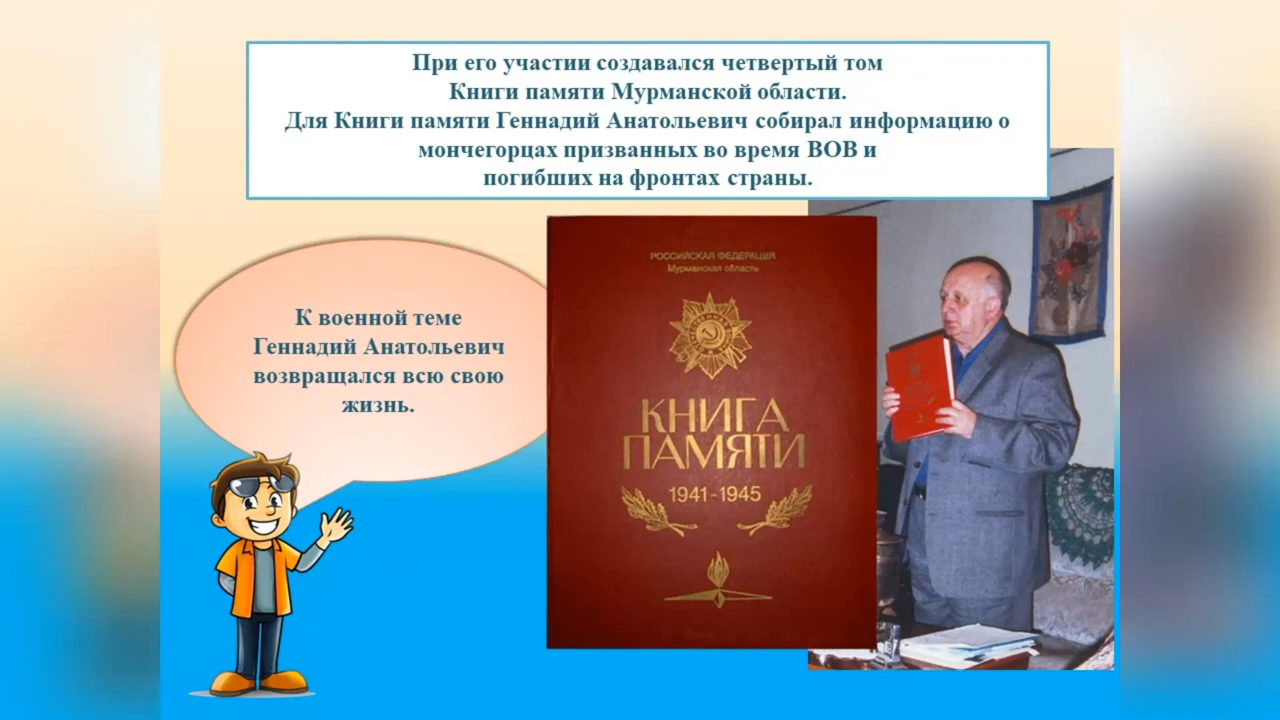 При его участии создавался четвертый том
Книги памяти Мурманской области.
Для Книги памяти Геннадий Анатольевич собирал информацию о
мончегорцах призванных во время ВОВ и
погибших на фронтах страны.
К военной теме
Геннадий Анатольевич
возвращался всю свою
жизнь.
РОССИЙСКАЯ ФЕДЕРАЦИЯ
Мурманская область
КНИГА
ПАМЯТИ
1941-1945